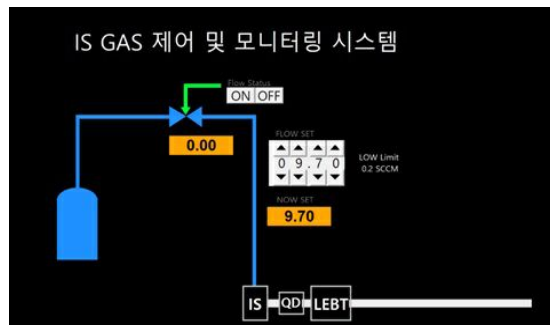 IS GAS 제어 및 모니터링 시스템
Flow Status
ON OFF
0.00
FLOW SET
0 9 . 7 0
LOW Limit
0.2 SCCM
NOW SET
9.70
IS QD LEBT